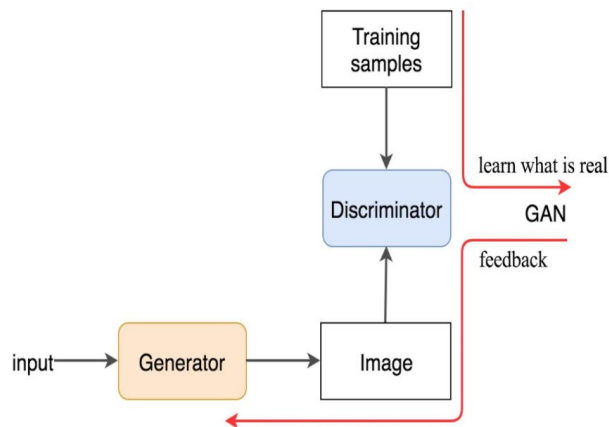 Training
samples
learn what is real
Discriminator
GAN
feedback
input
Generator
Image